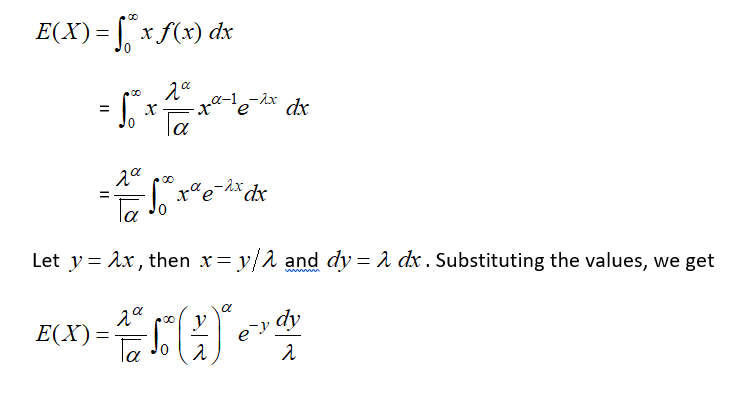 E(X) = ∫₀^∞ x f(x) dx
= ∫₀^∞ x λ^α/Γα x^(α−1) e^(−λx) dx
= λ^α/Γα ∫₀^∞ x^α e^(−λx) dx
Let y = λx, then x = y/λ and dy = λ dx. Substituting the values, we get
E(X) = λ^α/Γα ∫₀^∞ (y/λ)^α e^(−y) dy/λ